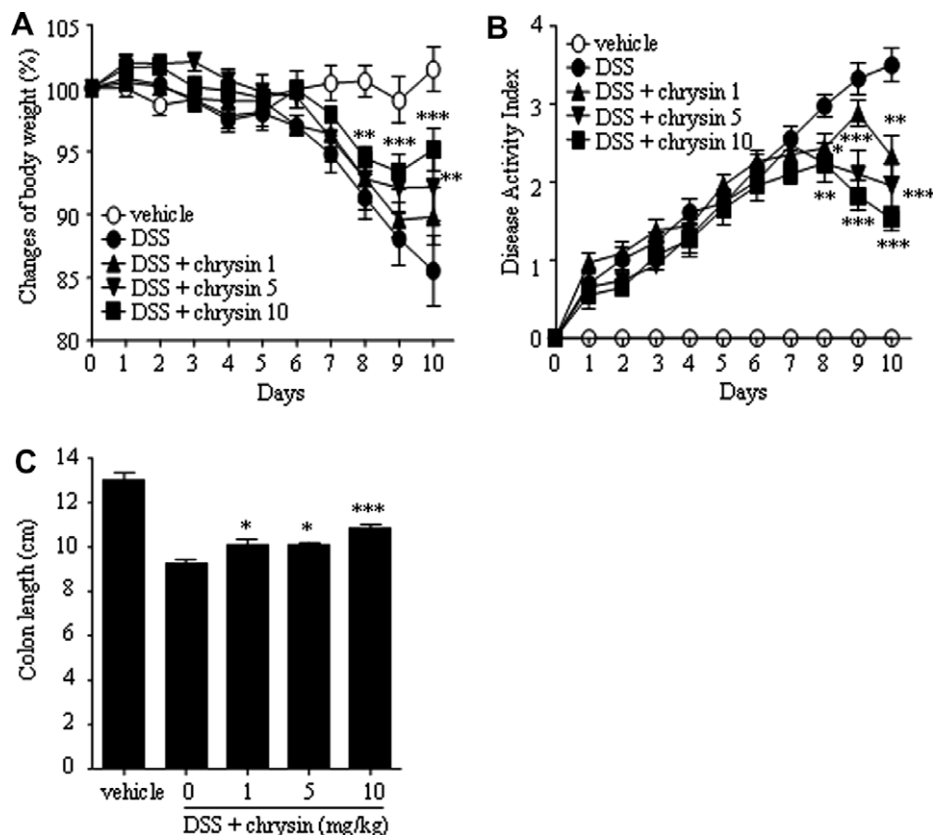 A
Changes of body weight (%)
105
100
95
90
85
80
** *** ***
**
vehicle
DSS
DSS + chrysin 1
DSS + chrysin 5
DSS + chrysin 10
0 1 2 3 4 5 6 7 8 9 10
Days
B
Disease Activity Index
4
3
2
1
0
vehicle
DSS
DSS + chrysin 1
DSS + chrysin 5
DSS + chrysin 10
* *** **
** ***
*** ***
0 1 2 3 4 5 6 7 8 9 10
Days
C
Colon length (cm)
14
12
10
8
6
4
2
0
* * ***
vehicle 0 1 5 10
DSS + chrysin (mg/kg)